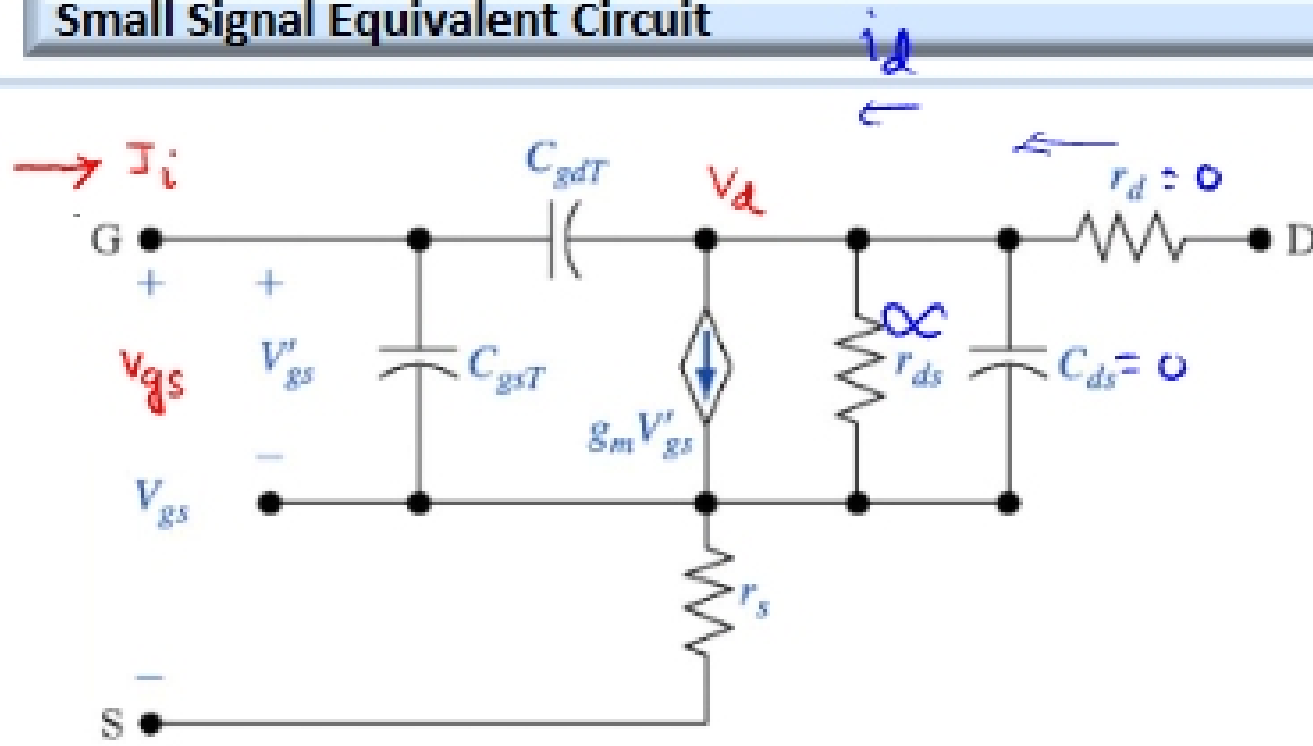 Small Signal Equivalent Circuit
id
Ii
CgdT
Vd
rd = 0
G
D
+ +
Vgs
V′gs
CgsT
gmV′gs
∞
rds
Cds = 0
−
Vgs
rs
−
S